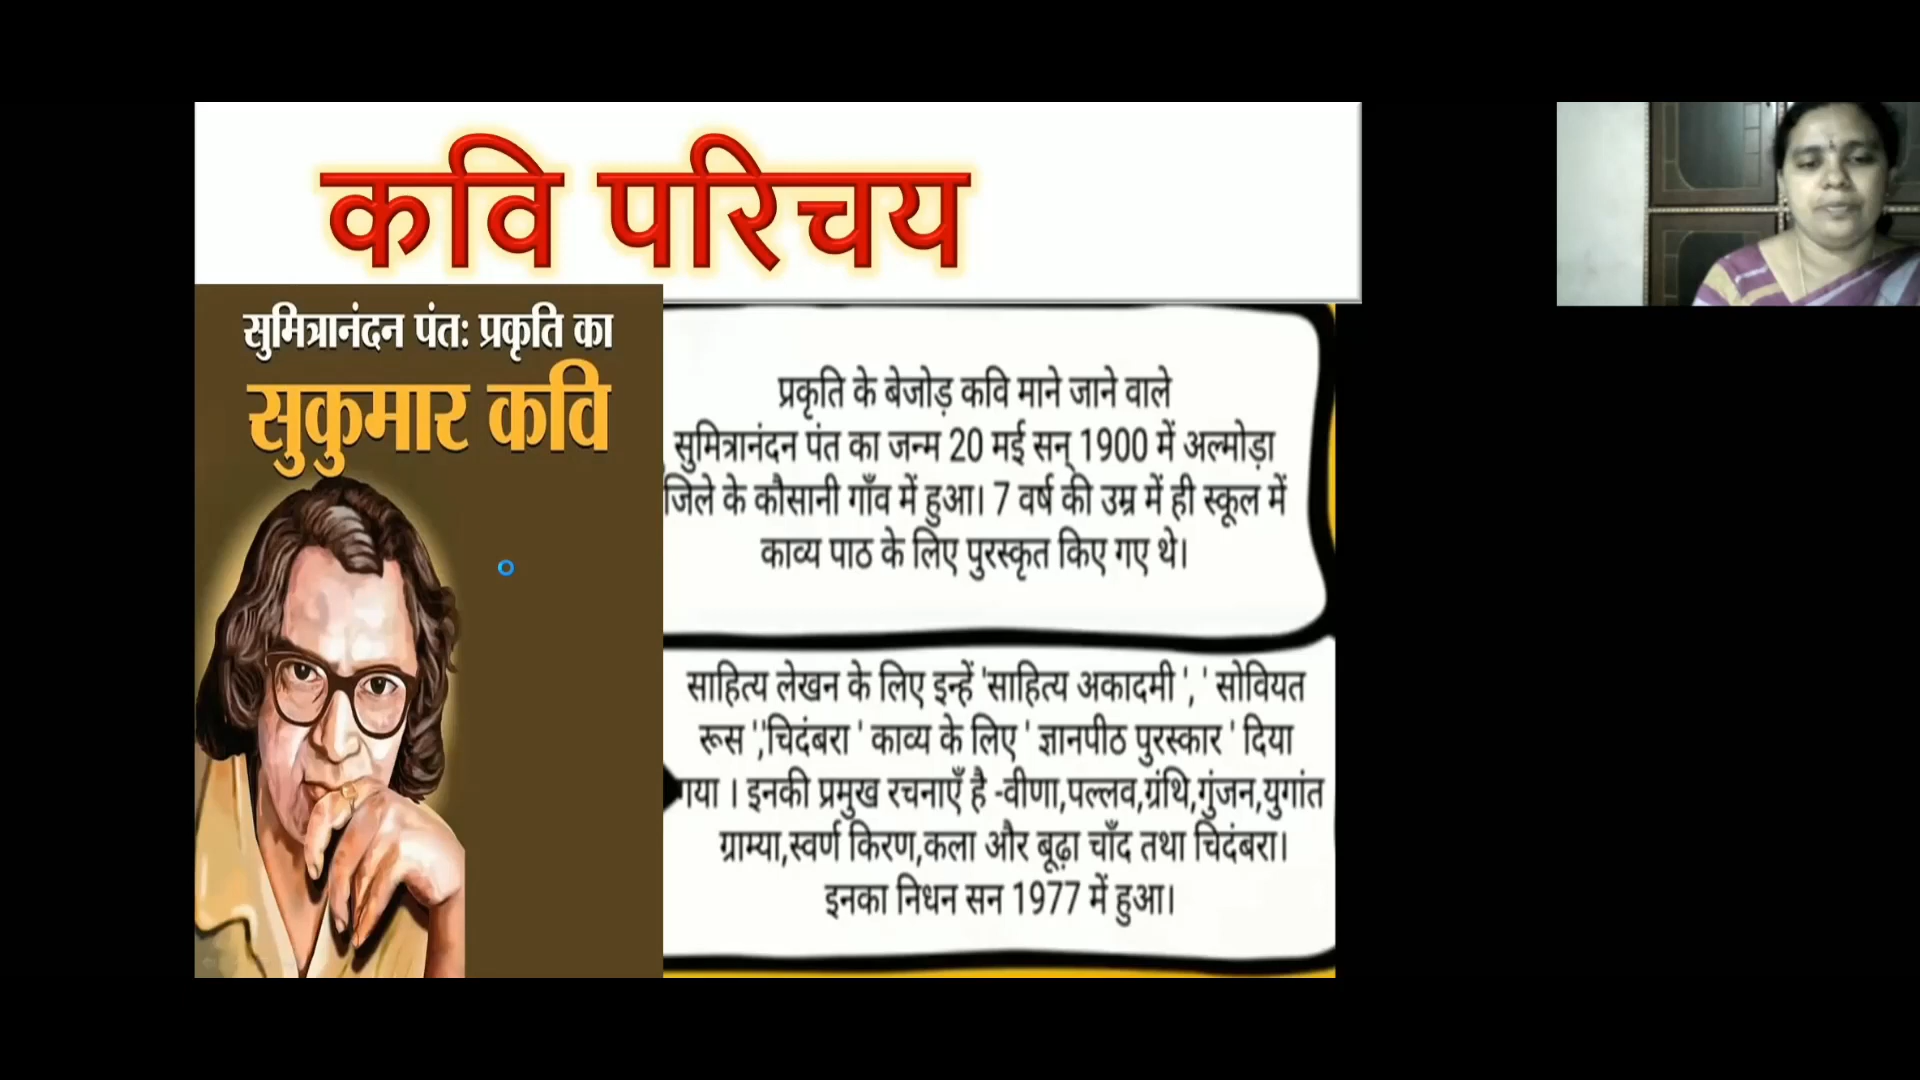 कवि परिचय
सुमित्रानंदन पंतः प्रकृति का
सुकुमार कवि
प्रकृति के बेजोड़ कवि माने जाने वाले
सुमित्रानंदन पंत का जन्म 20 मई सन् 1900 में अल्मोड़ा
जिले के कौसानी गाँव में हुआ। 7 वर्ष की उम्र में ही स्कूल में
काव्य पाठ के लिए पुरस्कृत किए गए थे।
साहित्य लेखन के लिए इन्हें 'साहित्य अकादमी ', ' सोवियत
रूस ','चिदंबरा ' काव्य के लिए ' ज्ञानपीठ पुरस्कार ' दिया
गया । इनकी प्रमुख रचनाएँ है -वीणा,पल्लव,ग्रंथि,गुंजन,युगांत
ग्राम्या,स्वर्ण किरण,कला और बूढ़ा चाँद तथा चिदंबरा।
इनका निधन सन 1977 में हुआ।